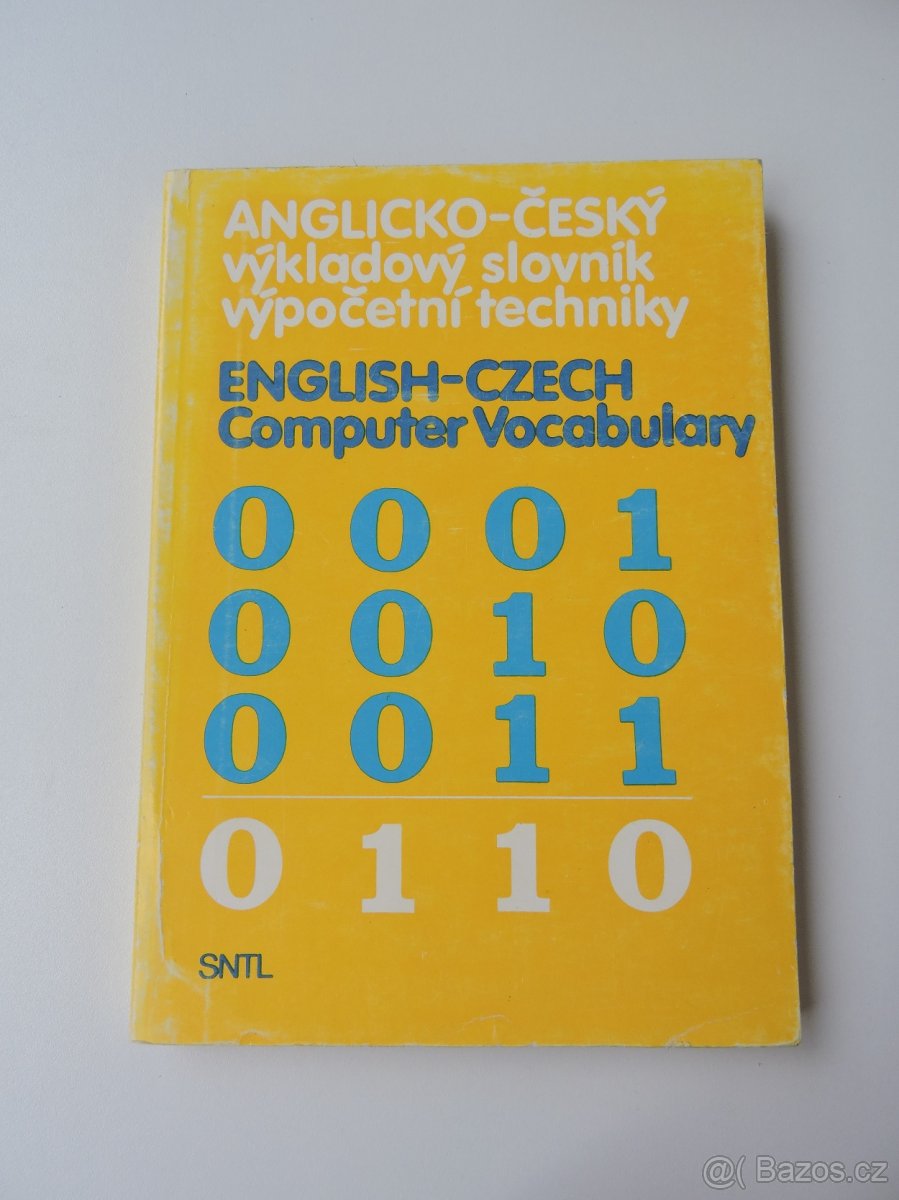 ANGLICKO-ČESKÝ
výkladový slovník
výpočetní techniky
ENGLISH-CZECH
Computer Vocabulary
0 0 0 1
0 0 1 0
0 0 1 1
0 1 1 0
SNTL
@( Bazos.cz